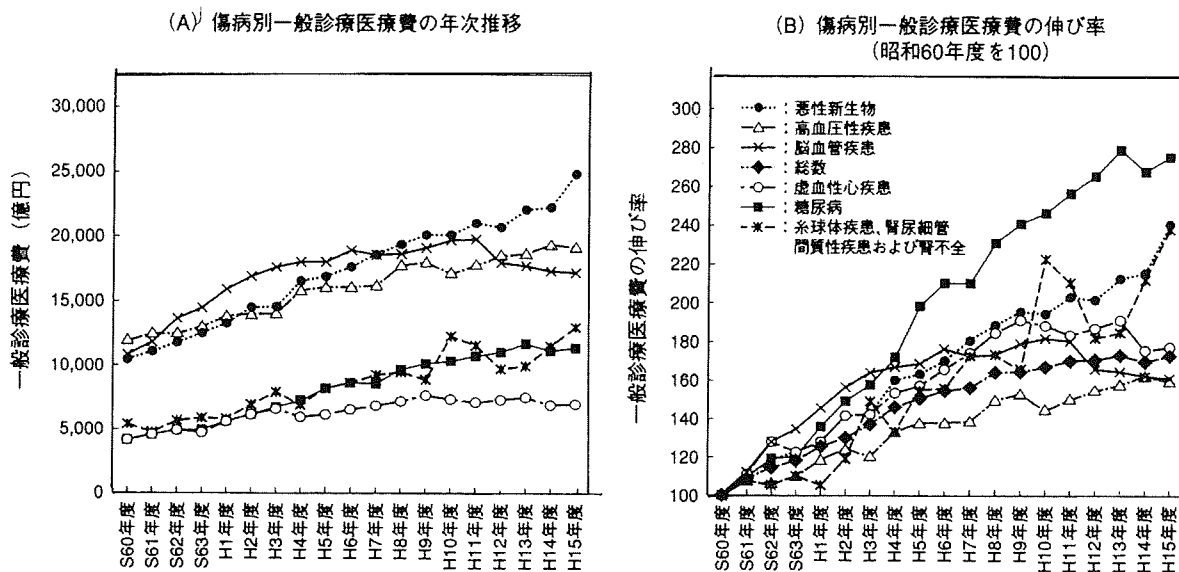 (A) 傷病別一般診療医療費の年次推移
一般診療医療費 (億円)
30,000
25,000
20,000
15,000
10,000
5,000
0
S60年度
S61年度
S62年度
S63年度
H1年度
H2年度
H3年度
H4年度
H5年度
H6年度
H7年度
H8年度
H9年度
H10年度
H11年度
H12年度
H13年度
H14年度
H15年度
(B) 傷病別一般診療医療費の伸び率
(昭和60年度を100)
一般診療医療費の伸び率
300
280
260
240
220
200
180
160
140
120
100
：悪性新生物
：高血圧性疾患
：脳血管疾患
：総数
：虚血性心疾患
：糖尿病
：糸球体疾患、腎尿細管
間質性疾患および腎不全
S60年度
S61年度
S62年度
S63年度
H1年度
H2年度
H3年度
H4年度
H5年度
H6年度
H7年度
H8年度
H9年度
H10年度
H11年度
H12年度
H13年度
H14年度
H15年度